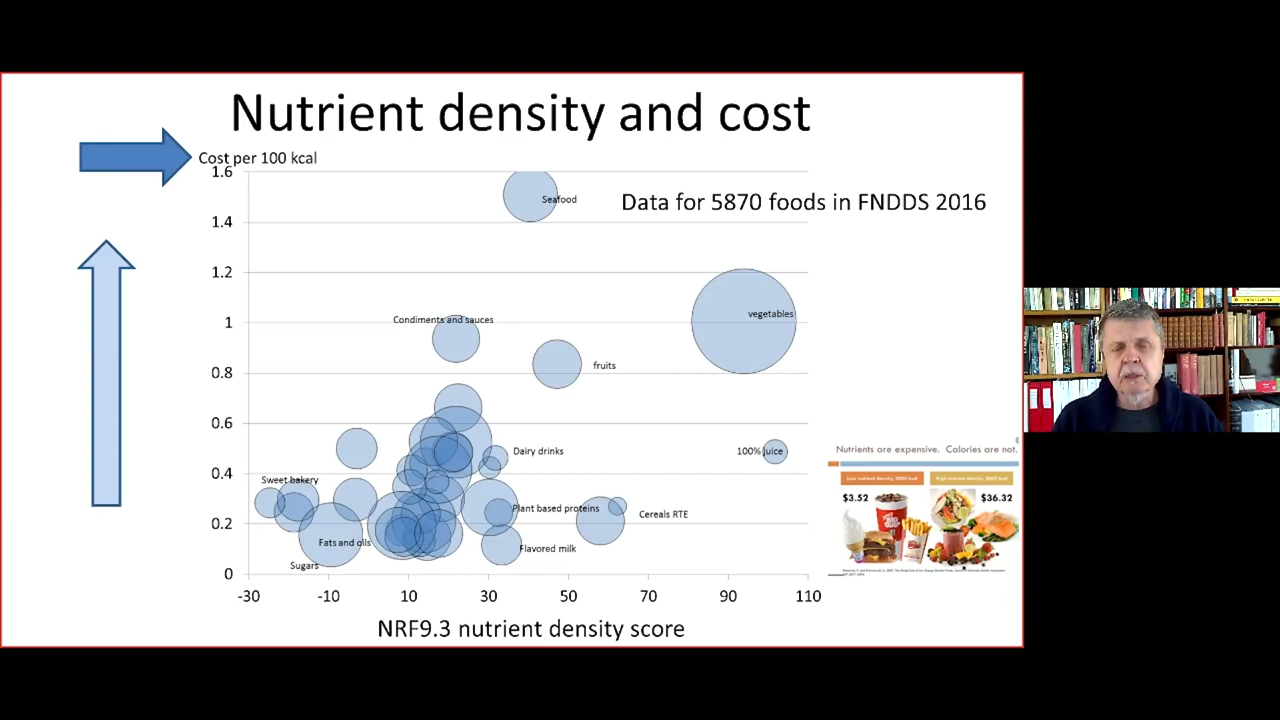 Nutrient density and cost
Cost per 100 kcal
Data for 5870 foods in FNDDS 2016
1.6
1.4
1.2
1
0.8
0.6
0.4
0.2
0
Seafood
vegetables
Condiments and sauces
fruits
Dairy drinks
100% juice
Sweet bakery
Plant based proteins
Cereals RTE
Fats and oils
Flavored milk
Sugars
-30 -10 10 30 50 70 90 110
NRF9.3 nutrient density score
Nutrients are expensive. Calories are not.
$3.52
$36.32